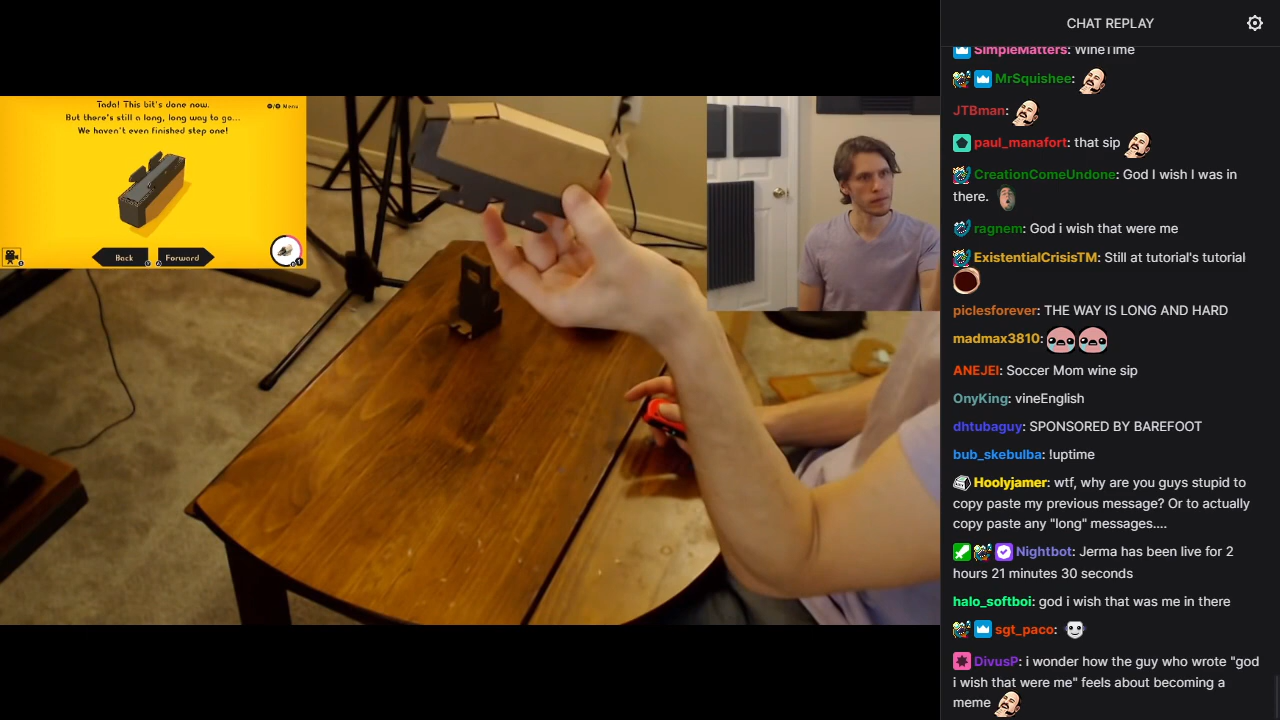 Tada! This bit's done now.
But there's still a long, long way to go...
We haven't even finished step one!
Menu
Back
Forward
CHAT REPLAY
SimpleMatters: WineTime
MrSquishee:
JTBman:
paul_manafort: that sip
CreationComeUndone: God I wish I was in
there.
ragnem: God i wish that were me
ExistentialCrisisTM: Still at tutorial's tutorial
piclesforever: THE WAY IS LONG AND HARD
madmax3810:
ANEJEI: Soccer Mom wine sip
OnyKing: vineEnglish
dhtubaguy: SPONSORED BY BAREFOOT
bub_skebulba: !uptime
Hoolyjamer: wtf, why are you guys stupid to
copy paste my previous message? Or to actually
copy paste any "long" messages....
Nightbot: Jerma has been live for 2
hours 21 minutes 30 seconds
halo_softboi: god i wish that was me in there
sgt_paco:
DivusP: i wonder how the guy who wrote "god
i wish that were me" feels about becoming a
meme